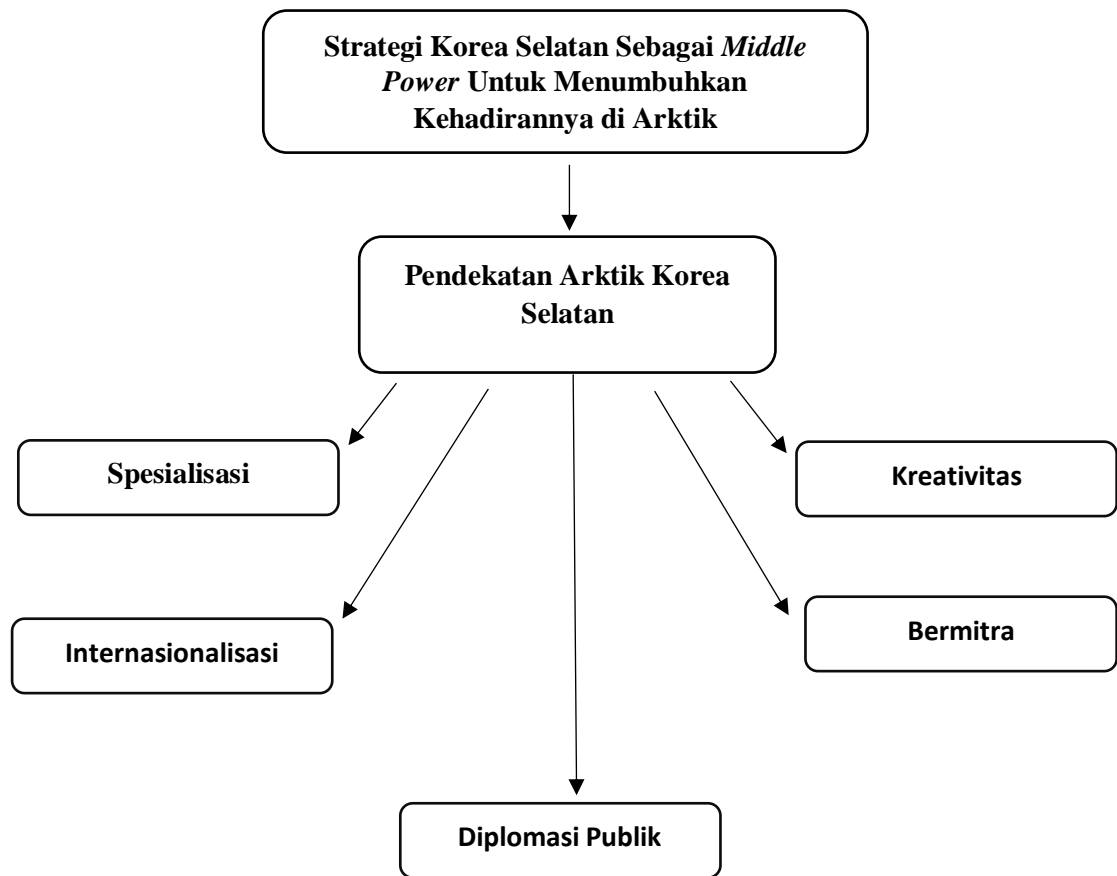 Strategi Korea Selatan Sebagai Middle
Power Untuk Menumbuhkan
Kehadirannya di Arktik
Pendekatan Arktik Korea
Selatan
Spesialisasi
Kreativitas
Internasionalisasi
Bermitra
Diplomasi Publik